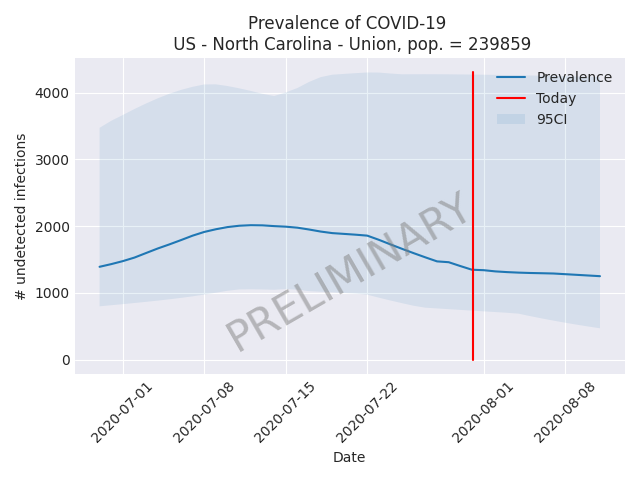 Prevalence of COVID-19
US - North Carolina - Union, pop. = 239859
# undetected infections
4000
3000
2000
1000
0
Prevalence
Today
95CI
PRELIMINARY
2020-07-01
2020-07-08
2020-07-15
2020-07-22
2020-08-01
2020-08-08
Date